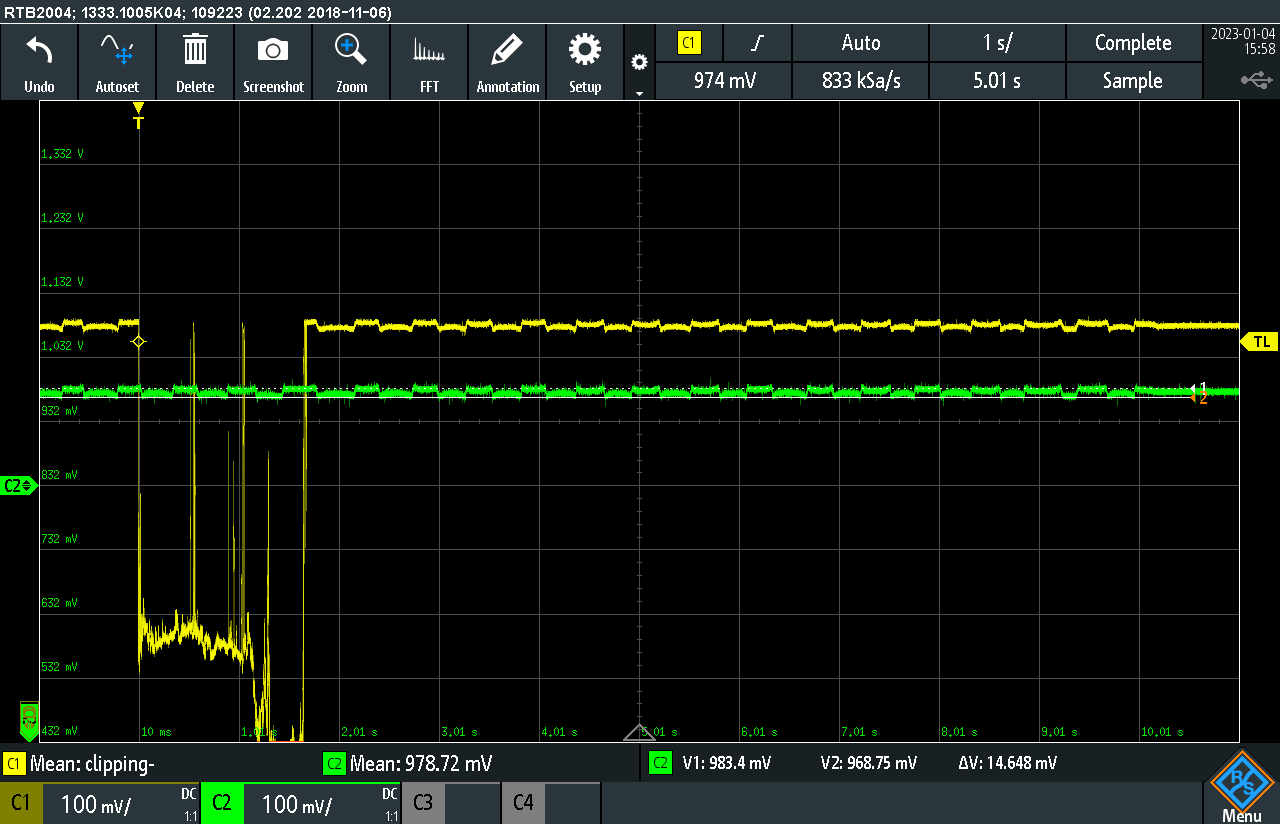 RTB2004; 1333.1005K04; 109223 (02.202 2018-11-06)
Undo Autoset Delete Screenshot Zoom FFT Annotation Setup
C1 Auto 1 s/ Complete
974 mV 833 kSa/s 5.01 s Sample
2023-01-04
15:58
T
1,332 V
1,232 V
1,132 V
1,032 V
TL
1
932 mV
2
832 mV
C2
732 mV
632 mV
532 mV
432 mV
10 ms 2,01 s 3,01 s 4,01 s 5,01 s 6,01 s 7,01 s 8,01 s 9,01 s 10,01 s
C1 Mean: clipping- C2 Mean: 978.72 mV C2 V1: 983.4 mV V2: 968.75 mV ΔV: 14.648 mV
C1 100 mV/ DC 1:1 C2 100 mV/ DC 1:1 C3 C4
R S
Menu